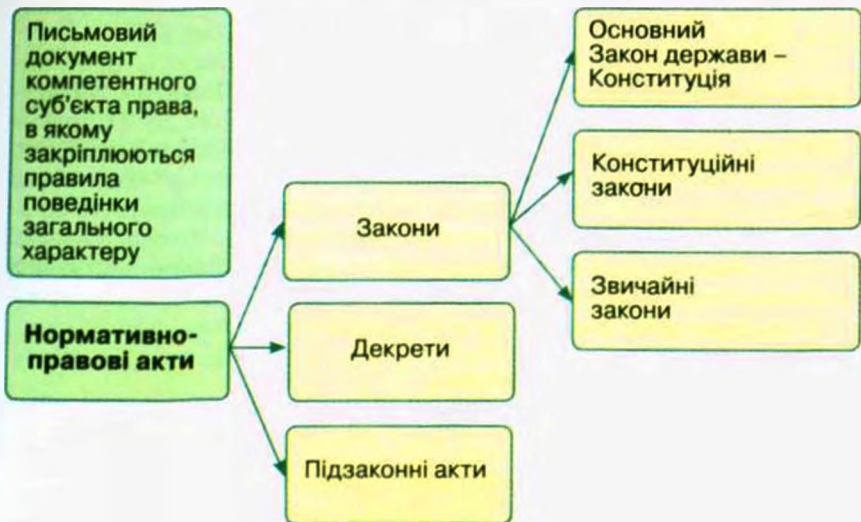 Письмовий
документ
компетентного
суб'єкта права,
в якому
закріплюються
правила
поведінки
загального
характеру
Нормативно-
правові акти
Закони
Декрети
Підзаконні акти
Основний
Закон держави –
Конституція
Конституційні
закони
Звичайні
закони